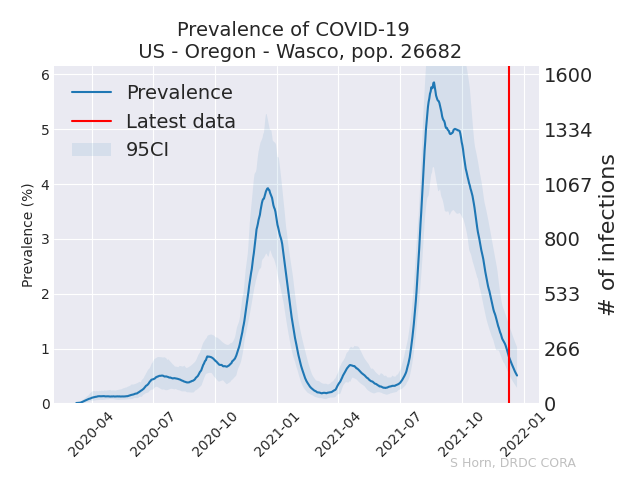 Prevalence of COVID-19
US - Oregon - Wasco, pop. 26682
Prevalence
Latest data
95CI
Prevalence (%)
6
5
4
3
2
1
0
1600
1334
1067
800
533
266
0
# of infections
2020-04
2020-07
2020-10
2021-01
2021-04
2021-07
2021-10
2022-01
S Horn, DRDC CORA